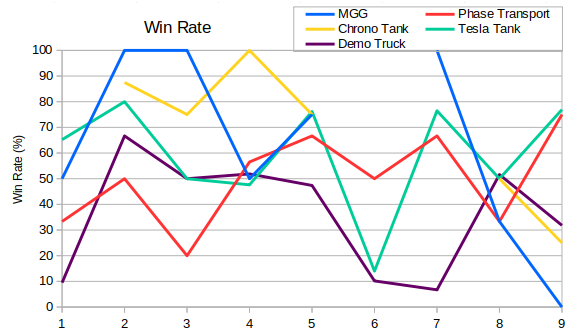 Win Rate
MGG
Phase Transport
Chrono Tank
Tesla Tank
Demo Truck
Win Rate (%)
100
90
80
70
60
50
40
30
20
10
0
1 2 3 4 5 6 7 8 9